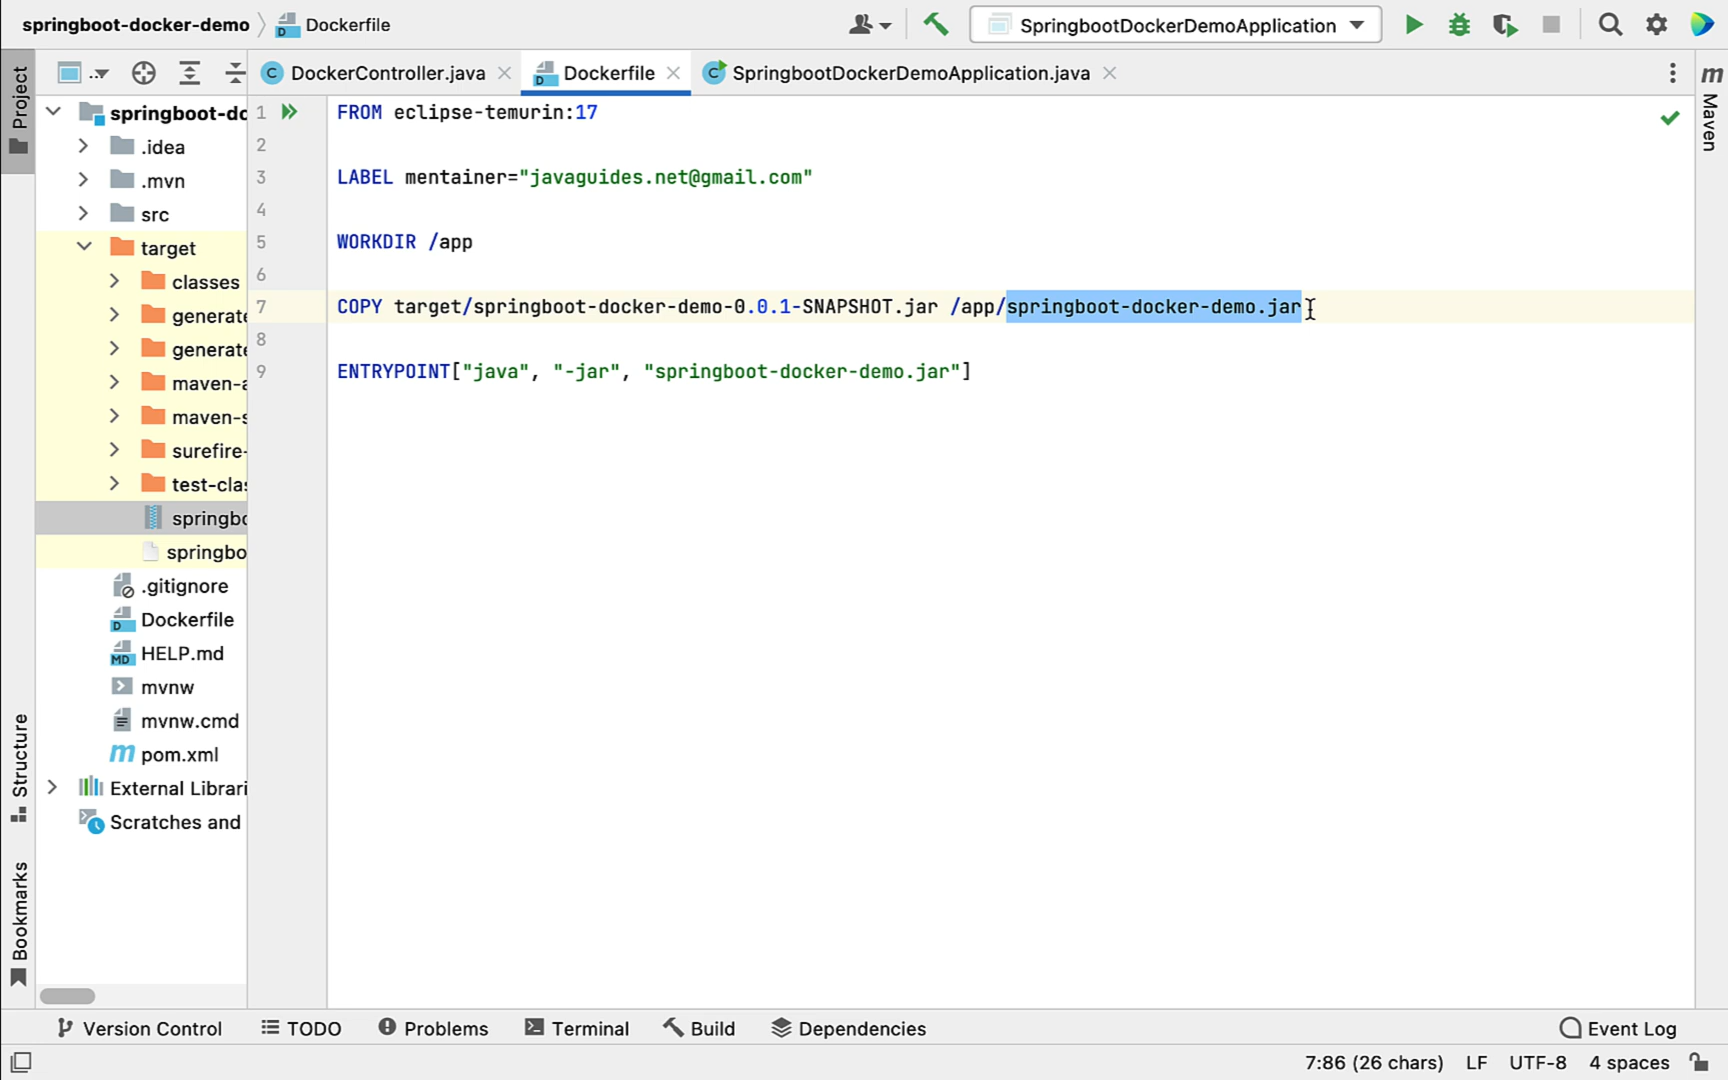 springboot-docker-demo Dockerfile
SpringbootDockerDemoApplication
Project
DockerController.java
Dockerfile
SpringbootDockerDemoApplication.java
Maven
springboot-do
.idea
.mvn
src
target
classes
generate
generate
maven-a
maven-s
surefire-
test-clas
springbo
springbo
.gitignore
Dockerfile
HELP.md
mvnw
mvnw.cmd
pom.xml
External Librari
Scratches and
1 FROM eclipse-temurin:17
2
3 LABEL mentainer="javaguides.net@gmail.com"
4
5 WORKDIR /app
6
7 COPY target/springboot-docker-demo-0.0.1-SNAPSHOT.jar /app/springboot-docker-demo.jar
8
9 ENTRYPOINT["java", "-jar", "springboot-docker-demo.jar"]
Structure
Bookmarks
Version Control TODO Problems Terminal Build Dependencies Event Log
7:86 (26 chars) LF UTF-8 4 spaces